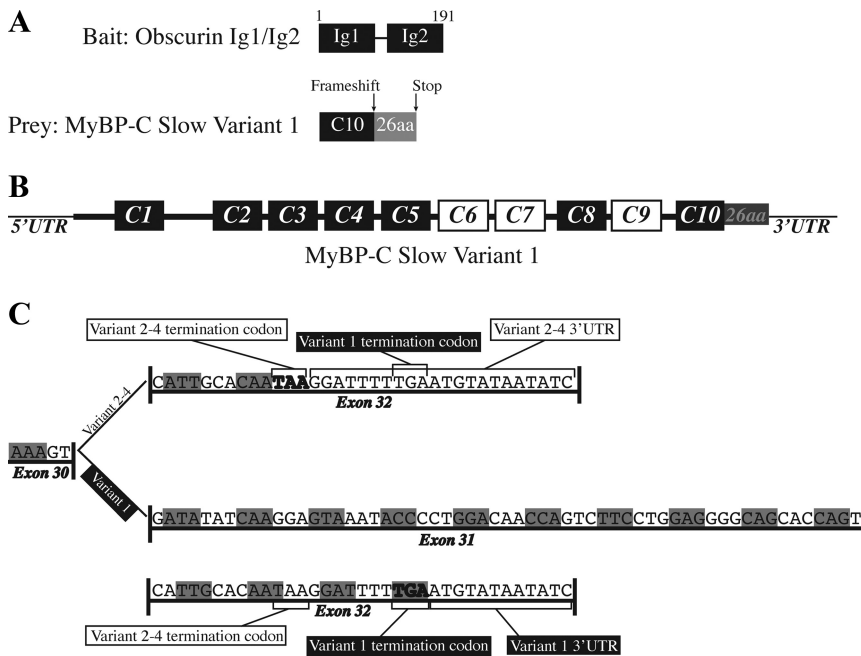 A
1 191
Bait: Obscurin Ig1/Ig2 Ig1 Ig2
Frameshift Stop
Prey: MyBP-C Slow Variant 1 C10 26aa
B
5'UTR C1 C2 C3 C4 C5 C6 C7 C8 C9 C10 26aa 3'UTR
MyBP-C Slow Variant 1
C
Variant 2-4 termination codon
Variant 1 termination codon
Variant 2-4 3'UTR
Variant 2-4
CATTGCACAATAAGGATTTTTGAATGTATAATATC
Exon 32
AAAGT
Exon 30
Variant 1
GATATATCAAGGAGTAAATACCCCTGGACAACCAGTCTTCCTGGAGGGGCAGCACCAGT
Exon 31
CATTGCACAATAAGGATTTTTGAATGTATAATATC
Exon 32
Variant 2-4 termination codon
Variant 1 termination codon
Variant 1 3'UTR